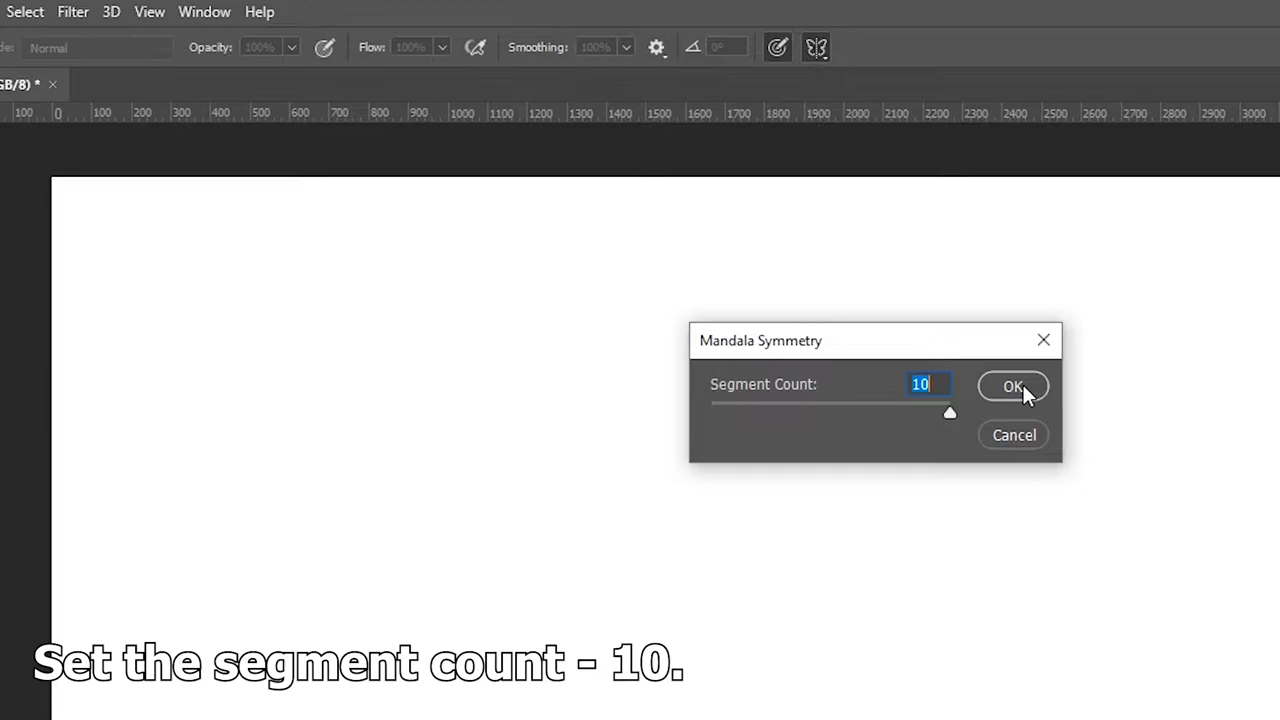 Select Filter 3D View Window Help
de: Normal Opacity: 100% Flow: 100% Smoothing: 100% 0°
GB/8) * ×
100 0 100 200 300 400 500 600 700 800 900 1000 1100 1200 1300 1400 1500 1600 1700 1800 1900 2000 2100 2200 2300 2400 2500 2600 2700 2800 2900 3000
Mandala Symmetry
Segment Count: 10 OK
Cancel
Set the segment count - 10.